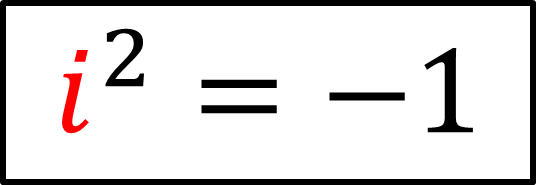 i² = −1